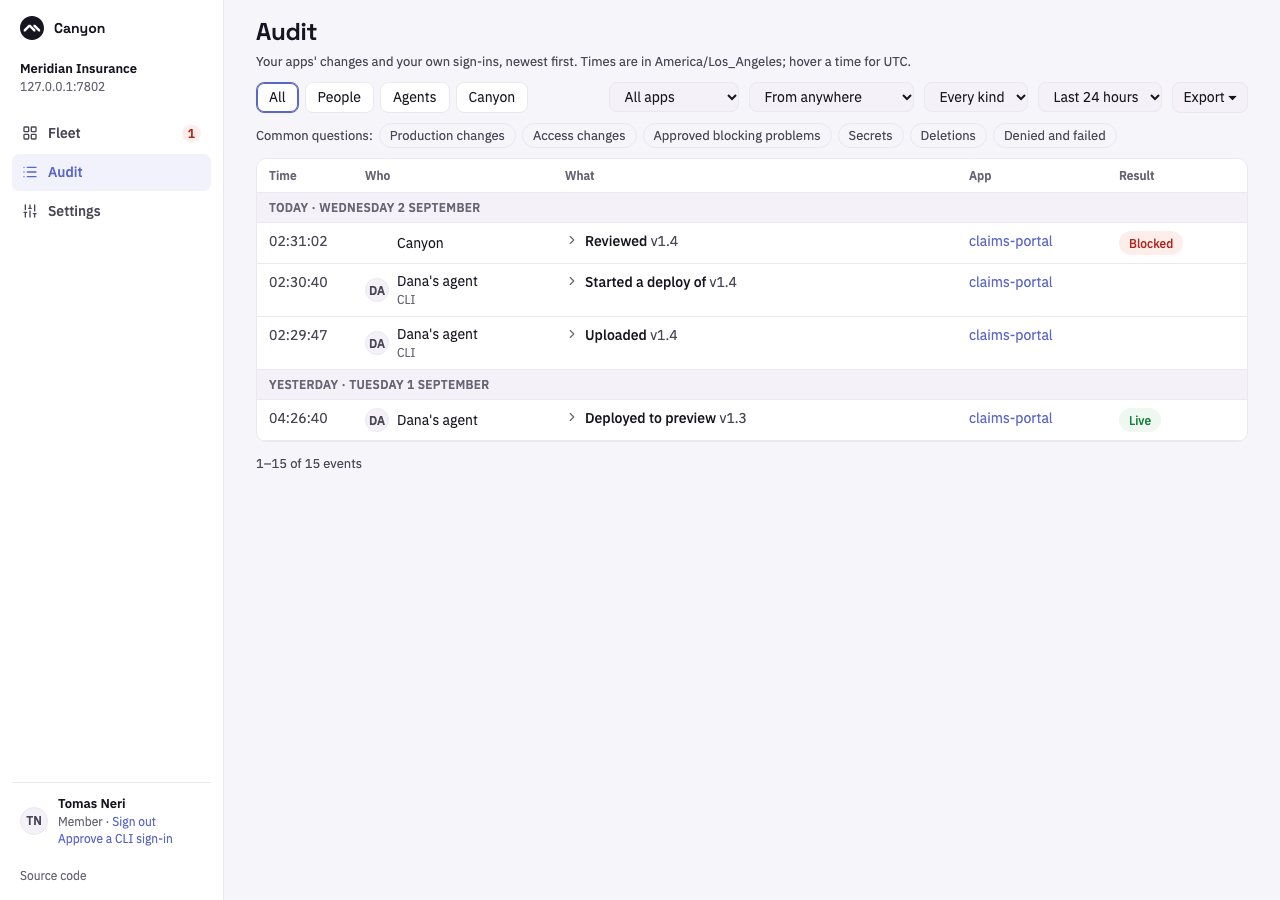 Canyon
Meridian Insurance
127.0.0.1:7802
Fleet 1
Audit
Settings
Tomas Neri
TN
Member · Sign out
Approve a CLI sign-in
Source code
Audit
Your apps' changes and your own sign-ins, newest first. Times are in America/Los_Angeles; hover a time for UTC.
All People Agents Canyon All apps From anywhere Every kind Last 24 hours Export
Common questions: Production changes Access changes Approved blocking problems Secrets Deletions Denied and failed
Time Who What App Result
TODAY · WEDNESDAY 2 SEPTEMBER
02:31:02 Canyon Reviewed v1.4 claims-portal Blocked
02:30:40 DA Dana's agent Started a deploy of v1.4 claims-portal
CLI
02:29:47 DA Dana's agent Uploaded v1.4 claims-portal
CLI
YESTERDAY · TUESDAY 1 SEPTEMBER
04:26:40 DA Dana's agent Deployed to preview v1.3 claims-portal Live
1–15 of 15 events